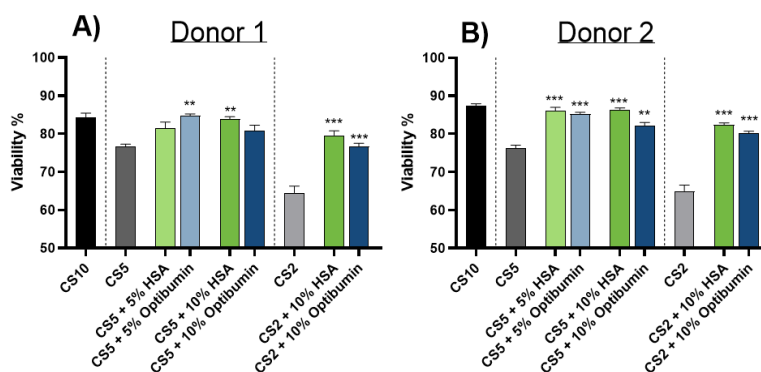 A) Donor 1
Viability %
100
90
80
70
60
50
** ** *** ***
CS10
CS5
CS5 + 5% HSA
CS5 + 5% Optibumin
CS5 + 10% HSA
CS5 + 10% Optibumin
CS2
CS2 + 10% HSA
CS2 + 10% Optibumin
B) Donor 2
Viability %
100
90
80
70
60
50
*** *** *** ** *** ***
CS10
CS5
CS5 + 5% HSA
CS5 + 5% Optibumin
CS5 + 10% HSA
CS5 + 10% Optibumin
CS2
CS2 + 10% HSA
CS2 + 10% Optibumin